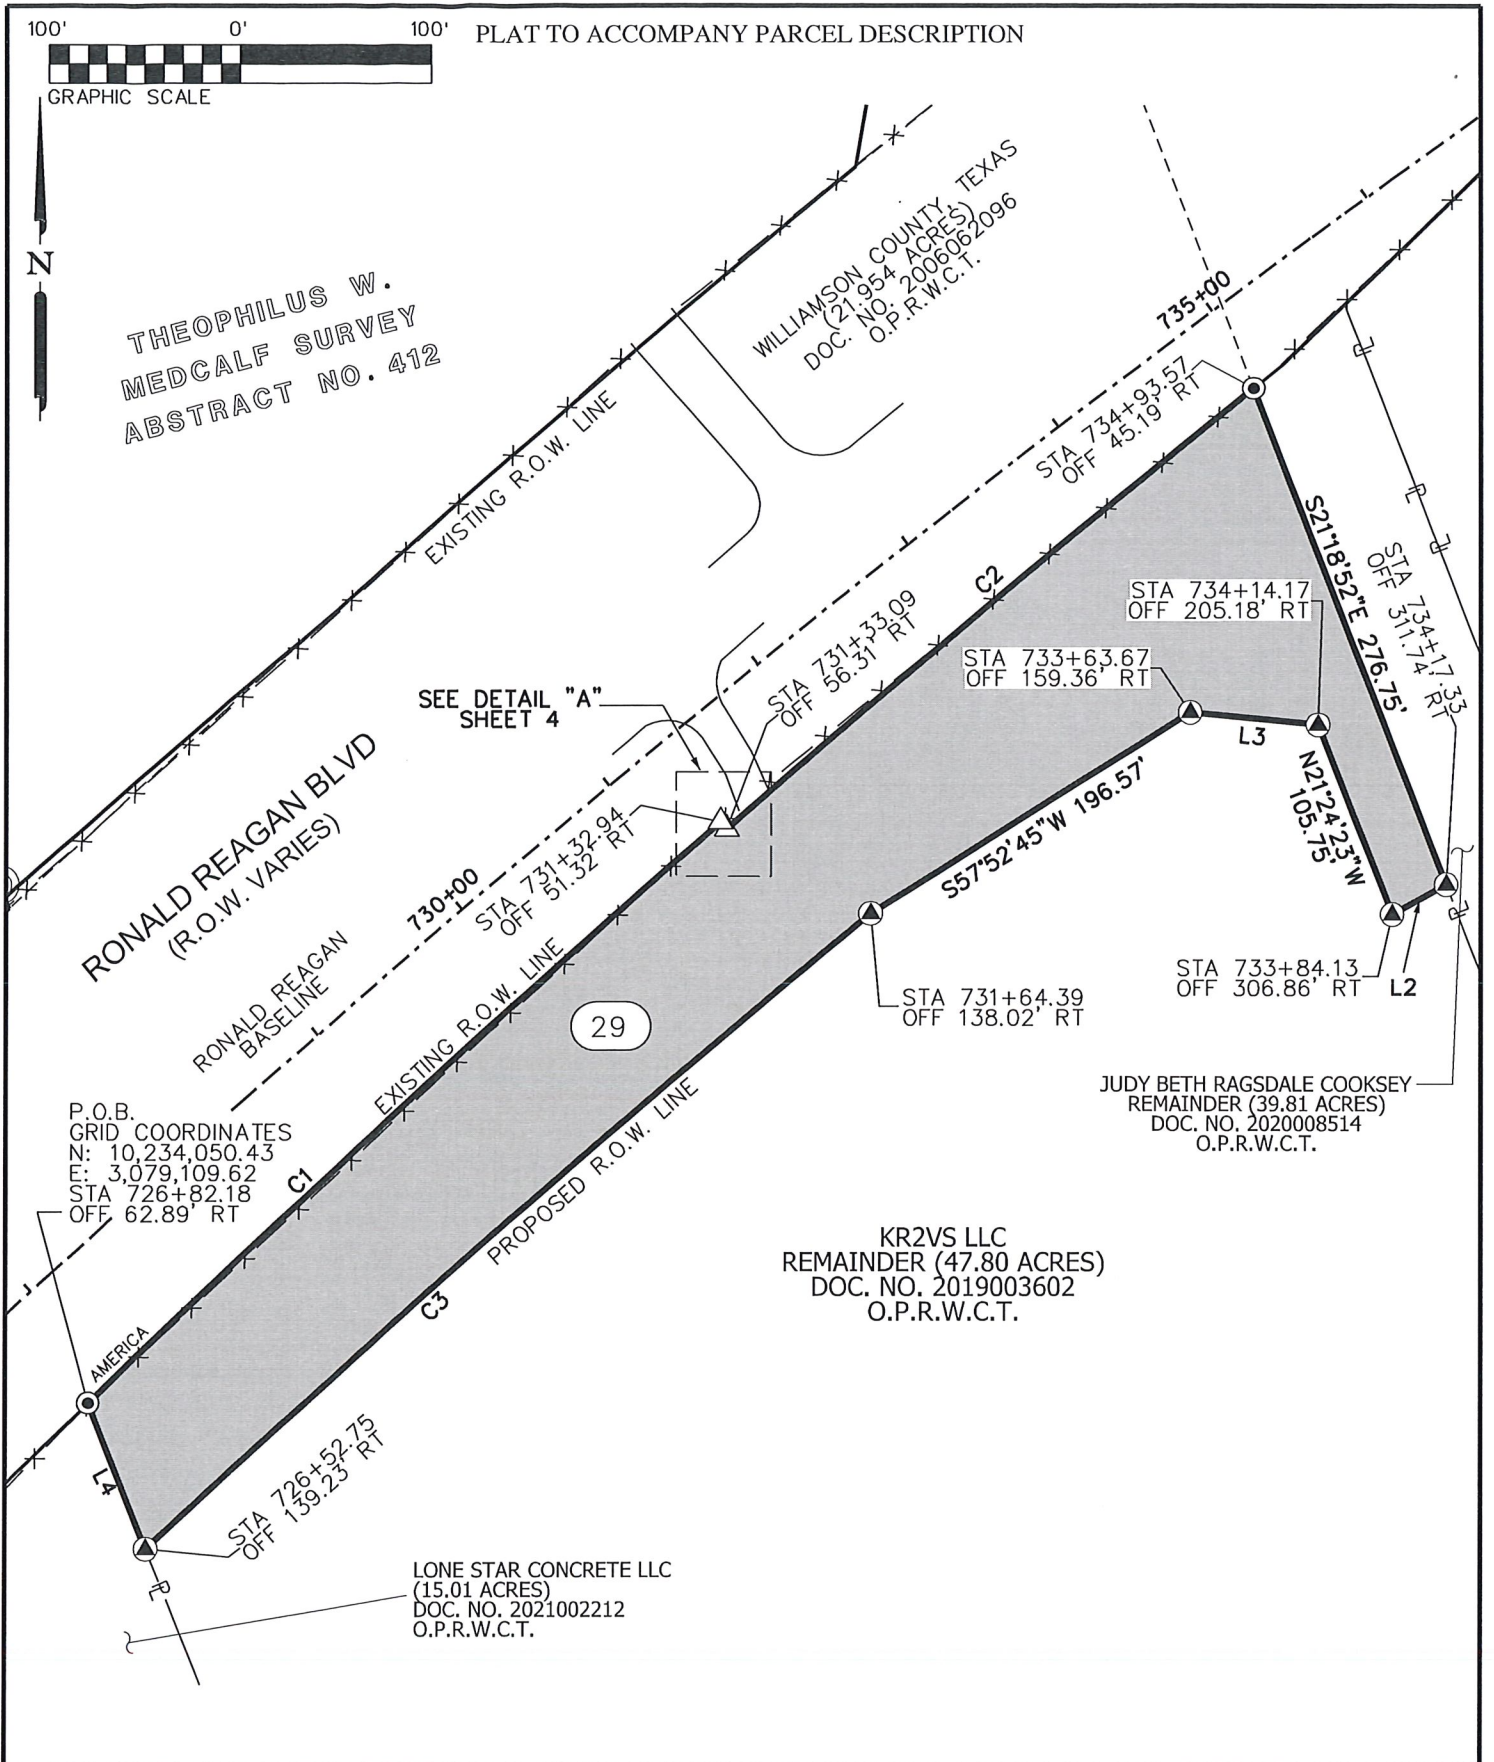 100' 0' 100'
PLAT TO ACCOMPANY PARCEL DESCRIPTION
GRAPHIC SCALE
N
THEOPHILUS W.
MEDCALF SURVEY
ABSTRACT NO. 412
WILLIAMSON COUNTY, TEXAS
(21.954 ACRES)
DOC. NO. 2006062096
O.P.R.W.C.T.
735+00
STA 734+93.57
OFF 45.19' RT
EXISTING R.O.W. LINE
C2
S21°18'52"E 276.75'
STA 734+17.33
OFF 311.74' RT
STA 734+14.17
OFF 205.18' RT
STA 731+33.09
OFF 56.31' RT
STA 733+63.67
OFF 159.36' RT
SEE DETAIL "A"
SHEET 4
L3
N21°24'23"W
105.75'
RONALD REAGAN BLVD
(R.O.W. VARIES)
S57°52'45"W 196.57'
730+00
STA 731+32.94
OFF 51.32' RT
RONALD REAGAN
BASELINE
EXISTING R.O.W. LINE
STA 733+84.13
OFF 306.86' RT
L2
STA 731+64.39
OFF 138.02' RT
29
JUDY BETH RAGSDALE COOKSEY
REMAINDER (39.81 ACRES)
DOC. NO. 2020008514
O.P.R.W.C.T.
P.O.B.
GRID COORDINATES
N: 10,234,050.43
E: 3,079,109.62
STA 726+82.18
OFF 62.89' RT
C1
PROPOSED R.O.W. LINE
KR2VS LLC
REMAINDER (47.80 ACRES)
DOC. NO. 2019003602
O.P.R.W.C.T.
C3
AMERICA
L4
STA 726+52.75
OFF 139.23' RT
LONE STAR CONCRETE LLC
(15.01 ACRES)
DOC. NO. 2021002212
O.P.R.W.C.T.